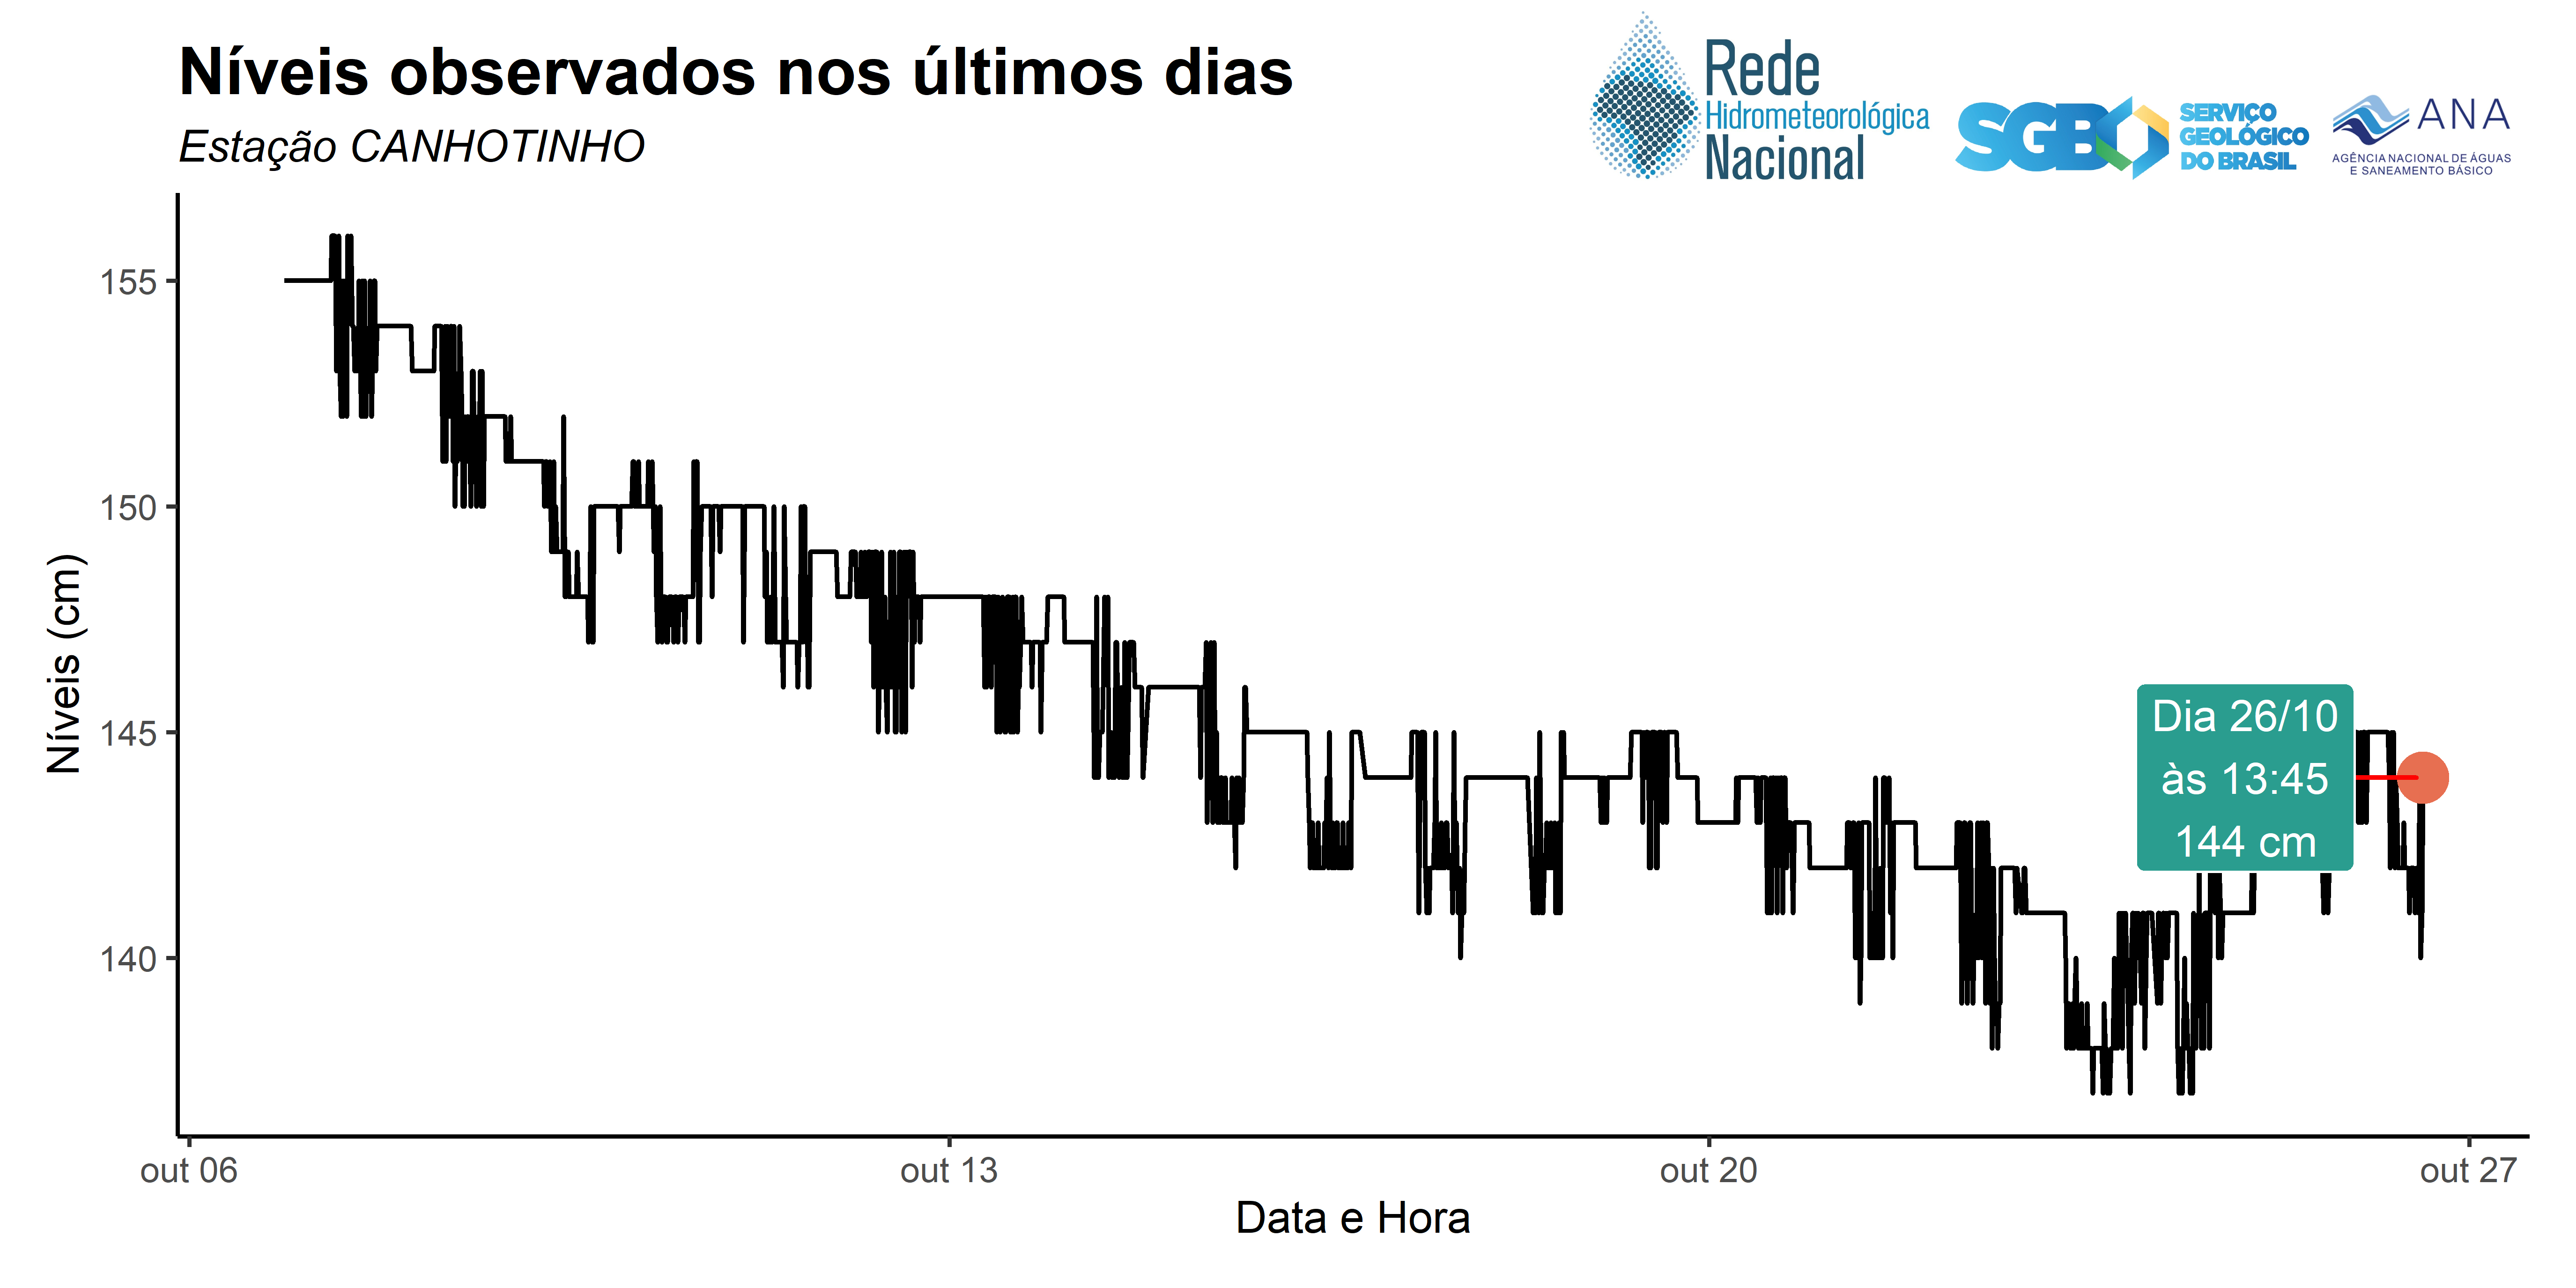 Níveis observados nos últimos dias
Estação CANHOTINHO
Rede
Hidrometeorológica
Nacional
SGB
SERVIÇO
GEOLÓGICO
DO BRASIL
ANA
AGÊNCIA NACIONAL DE ÁGUAS
E SANEAMENTO BÁSICO
Níveis (cm)
155
150
145
140
Dia 26/10
às 13:45
144 cm
out 06
out 13
out 20
out 27
Data e Hora